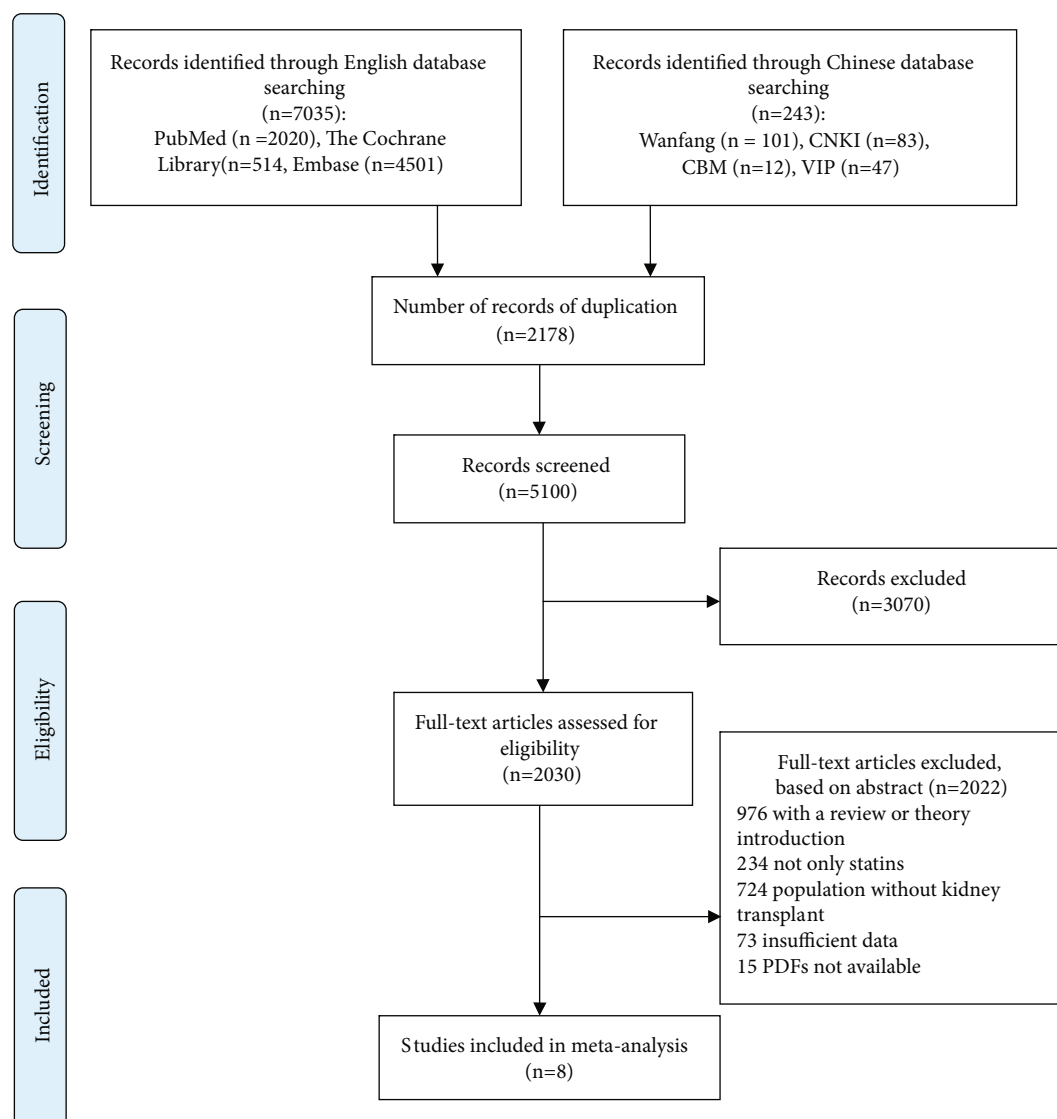 Identification
Records identified through English database
searching
(n=7035):
PubMed (n =2020), The Cochrane
Library(n=514, Embase (n=4501)
Records identified through Chinese database
searching
(n=243):
Wanfang (n = 101), CNKI (n=83),
CBM (n=12), VIP (n=47)
Number of records of duplication
(n=2178)
Screening
Records screened
(n=5100)
Records excluded
(n=3070)
Eligibility
Full-text articles assessed for
eligibility
(n=2030)
Full-text articles excluded,
based on abstract (n=2022)
976 with a review or theory
introduction
234 not only statins
724 population without kidney
transplant
73 insufficient data
15 PDFs not available
Included
Studies included in meta-analysis
(n=8)